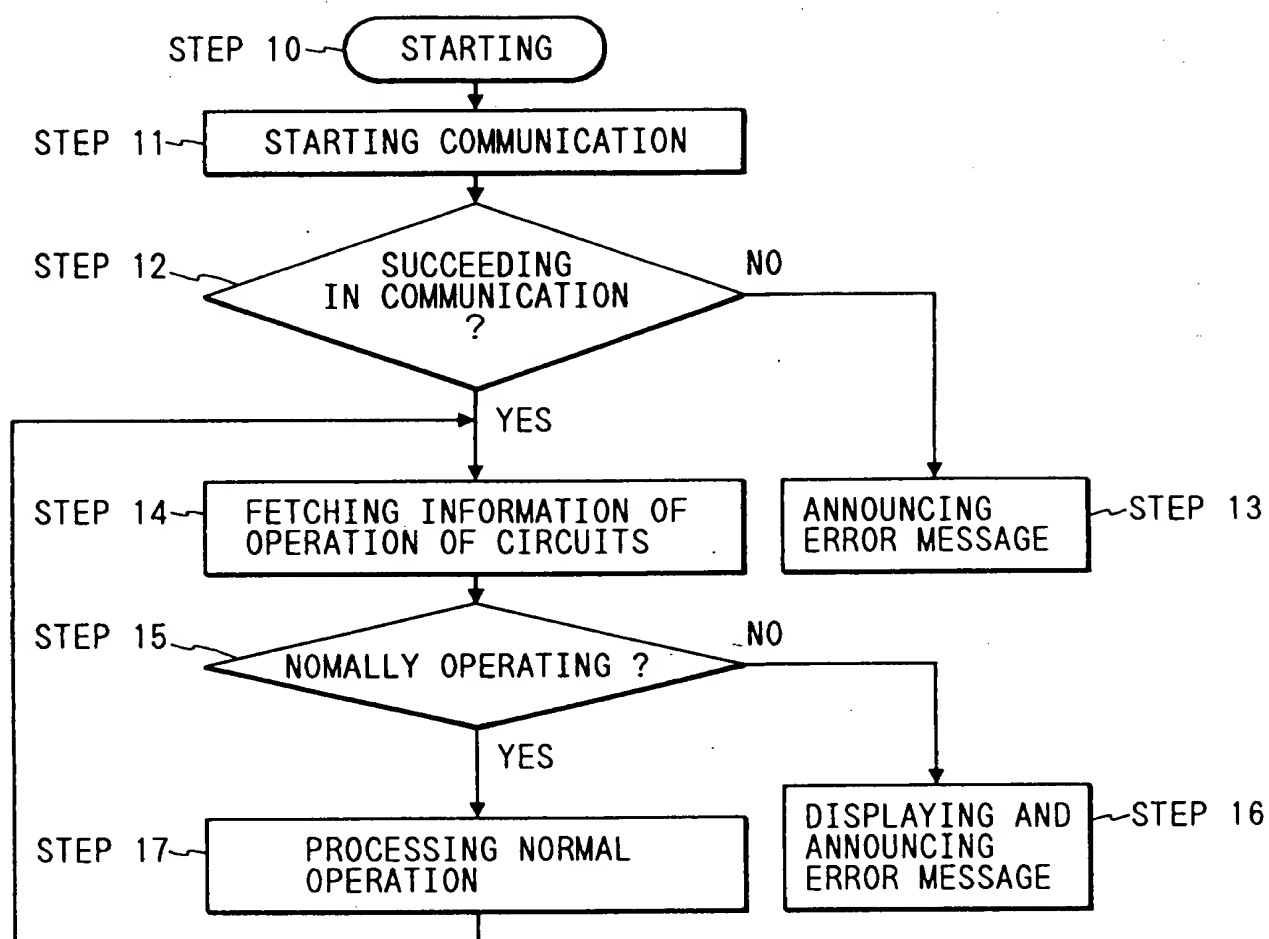 STEP 10
STARTING
STEP 11
STARTING COMMUNICATION
STEP 12
SUCCEEDING
IN COMMUNICATION
?
NO
YES
STEP 14
FETCHING INFORMATION OF
OPERATION OF CIRCUITS
ANNOUNCING
ERROR MESSAGE
STEP 13
STEP 15
NOMALLY OPERATING ?
NO
YES
STEP 17
PROCESSING NORMAL
OPERATION
DISPLAYING AND
ANNOUNCING
ERROR MESSAGE
STEP 16